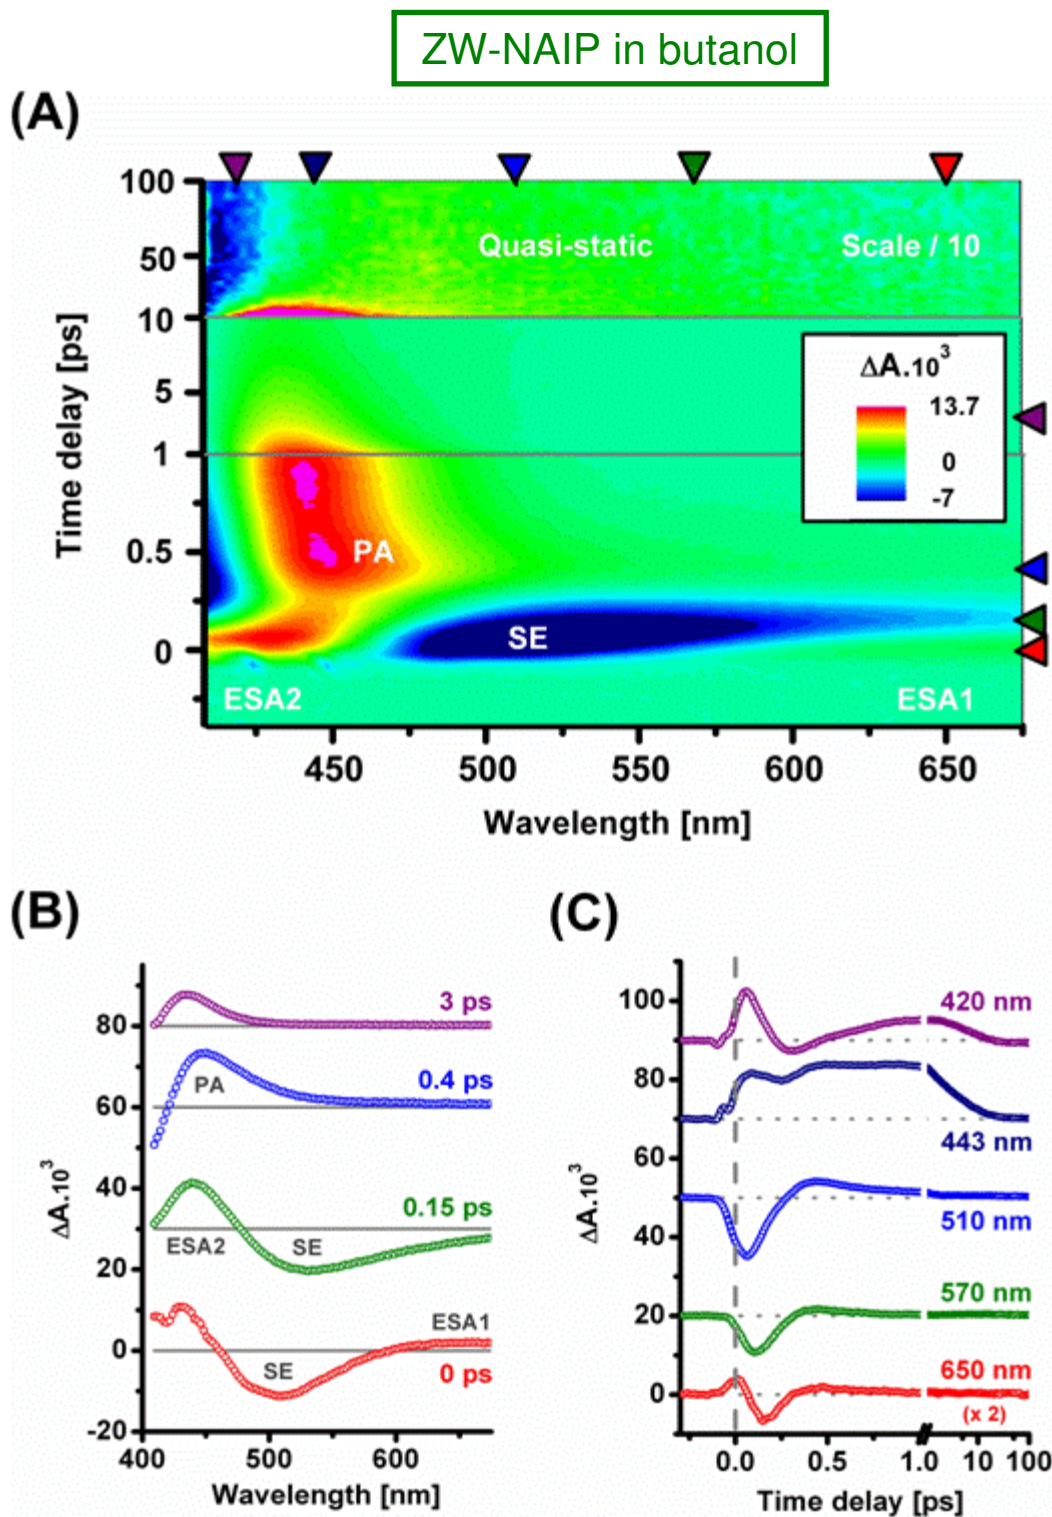 ZW-NAIP in butanol
(A)
100
50
10
5
1
0.5
0
Time delay [ps]
Quasi-static
Scale / 10
ΔA.10³
13.7
0
-7
PA
SE
ESA2
ESA1
450 500 550 600 650
Wavelength [nm]
(B)
ΔA.10³
80
60
40
20
0
-20
3 ps
0.4 ps
PA
0.15 ps
ESA2
SE
ESA1
SE
0 ps
400 500 600
Wavelength [nm]
(C)
ΔA.10³
100
80
60
40
20
0
420 nm
443 nm
510 nm
570 nm
650 nm
(x 2)
0.0 0.5 1.0 10 100
Time delay [ps]